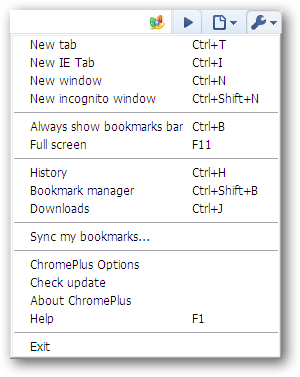 New tab Ctrl+T
New IE Tab Ctrl+I
New window Ctrl+N
New incognito window Ctrl+Shift+N
Always show bookmarks bar Ctrl+B
Full screen F11
History Ctrl+H
Bookmark manager Ctrl+Shift+B
Downloads Ctrl+J
Sync my bookmarks...
ChromePlus Options
Check update
About ChromePlus
Help F1
Exit